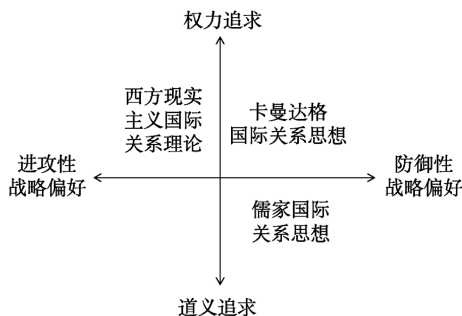 权力追求
西方现实
主义国际
关系理论
卡曼达格
国际关系思想
进攻性
战略偏好
防御性
战略偏好
儒家国际
关系思想
道义追求